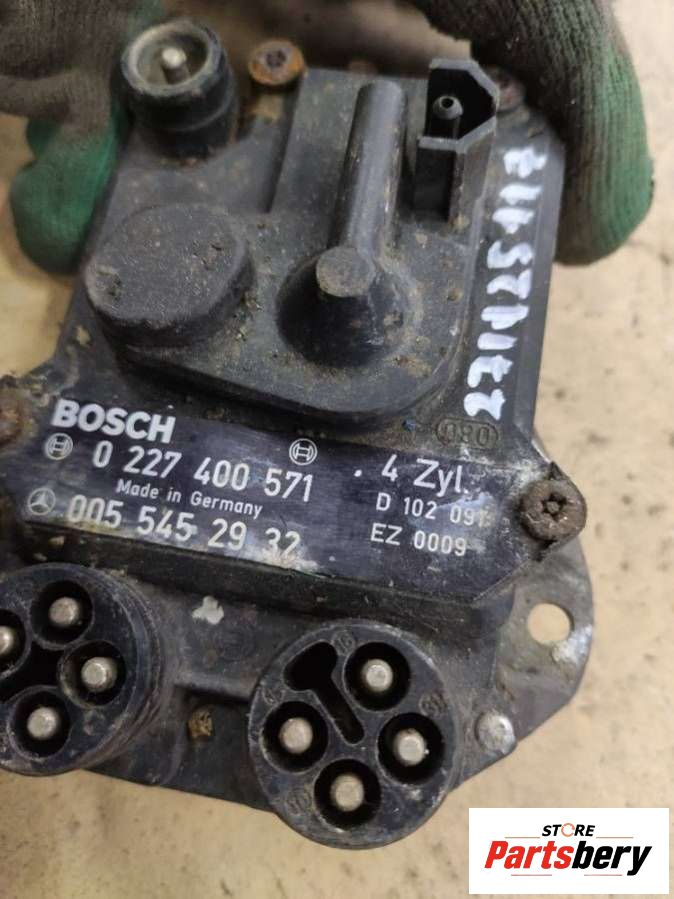 BOSCH
0 227 400 571
Made in Germany
005 545 29 32
. 4 Zyl.
D 102 091
EZ 0009
080
STORE
Partsbery